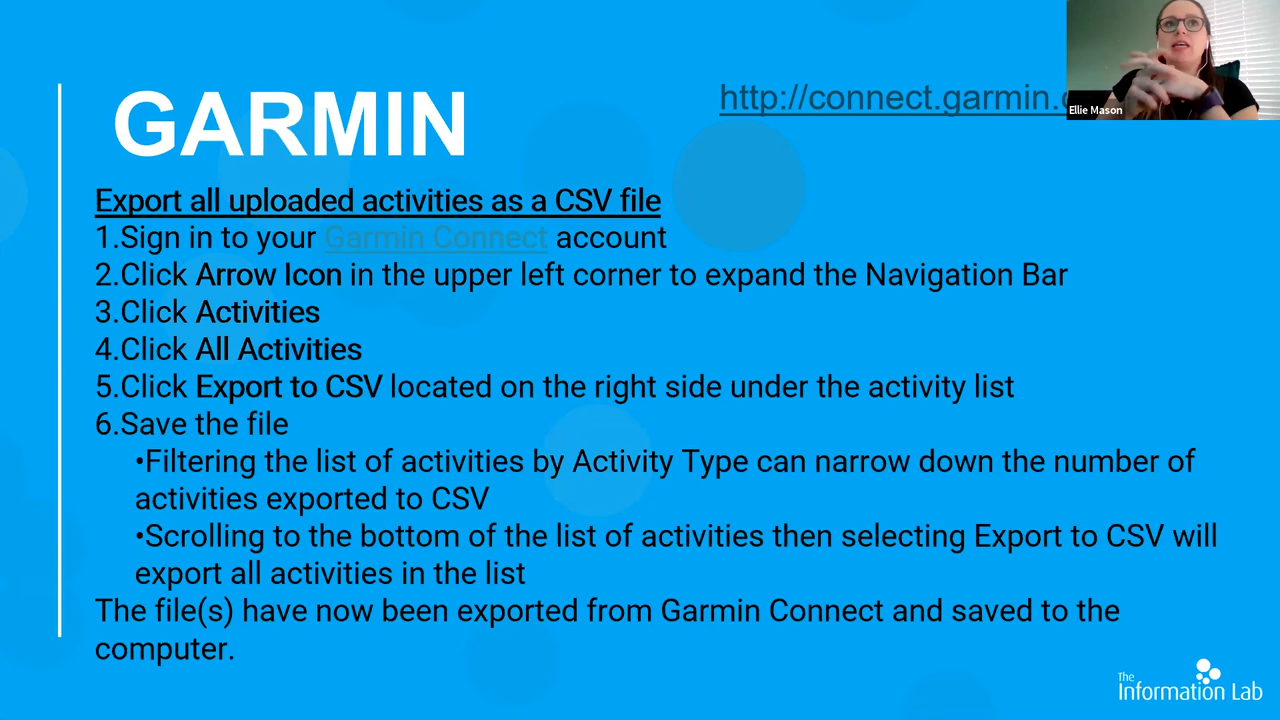 GARMIN
http://connect.garmin.
Ellie Mason
Export all uploaded activities as a CSV file
1.Sign in to your Garmin Connect account
2.Click Arrow Icon in the upper left corner to expand the Navigation Bar
3.Click Activities
4.Click All Activities
5.Click Export to CSV located on the right side under the activity list
6.Save the file
•Filtering the list of activities by Activity Type can narrow down the number of
activities exported to CSV
•Scrolling to the bottom of the list of activities then selecting Export to CSV will
export all activities in the list
The file(s) have now been exported from Garmin Connect and saved to the
computer.
The
Information Lab